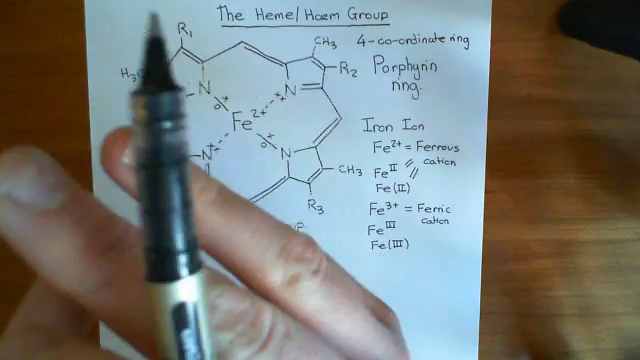 The Heme/Haem Group
R1
CH3
4-co-ordinate ring
H3C
R2
Porphyrin
ring.
N
N
Fe2+
Iron Ion
Fe2+ = Ferrous
cation
N
N
FeII
CH3
Fe(II)
R3
Fe3+ = Ferric
cation
FeIII
Fe(III)